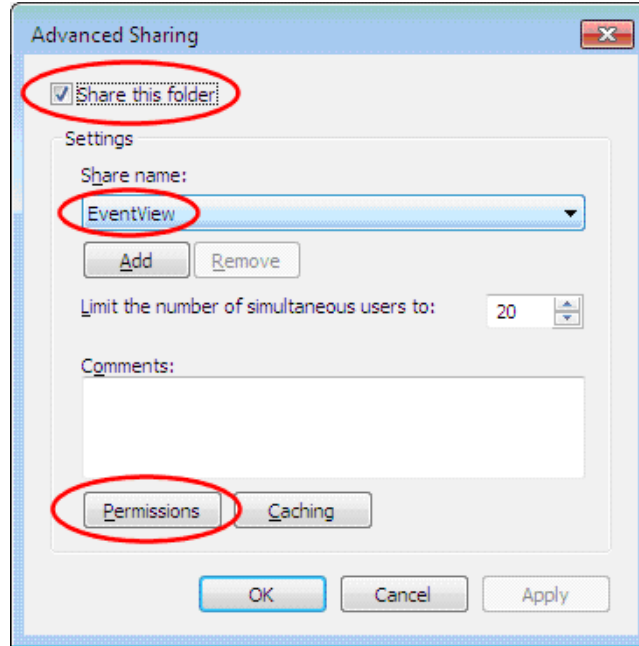 Advanced Sharing
Share this folder
Settings
Share name:
EventView
Add Remove
Limit the number of simultaneous users to: 20
Comments:
Permissions Caching
OK Cancel Apply